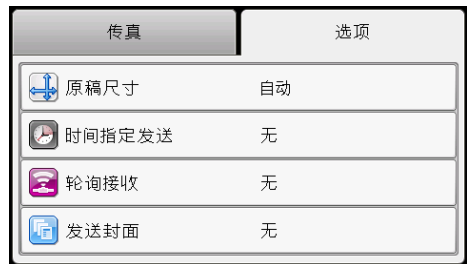 传真 选项
原稿尺寸 自动
时间指定发送 无
轮询接收 无
发送封面 无